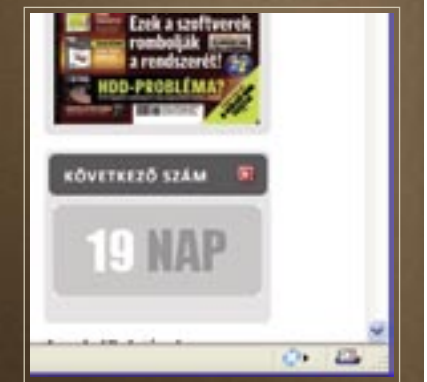 Ezek a szoftverek
rombolják
a rendszerét!
HDD-PROBLÉMA?
KÖVETKEZŐ SZÁM
19 NAP